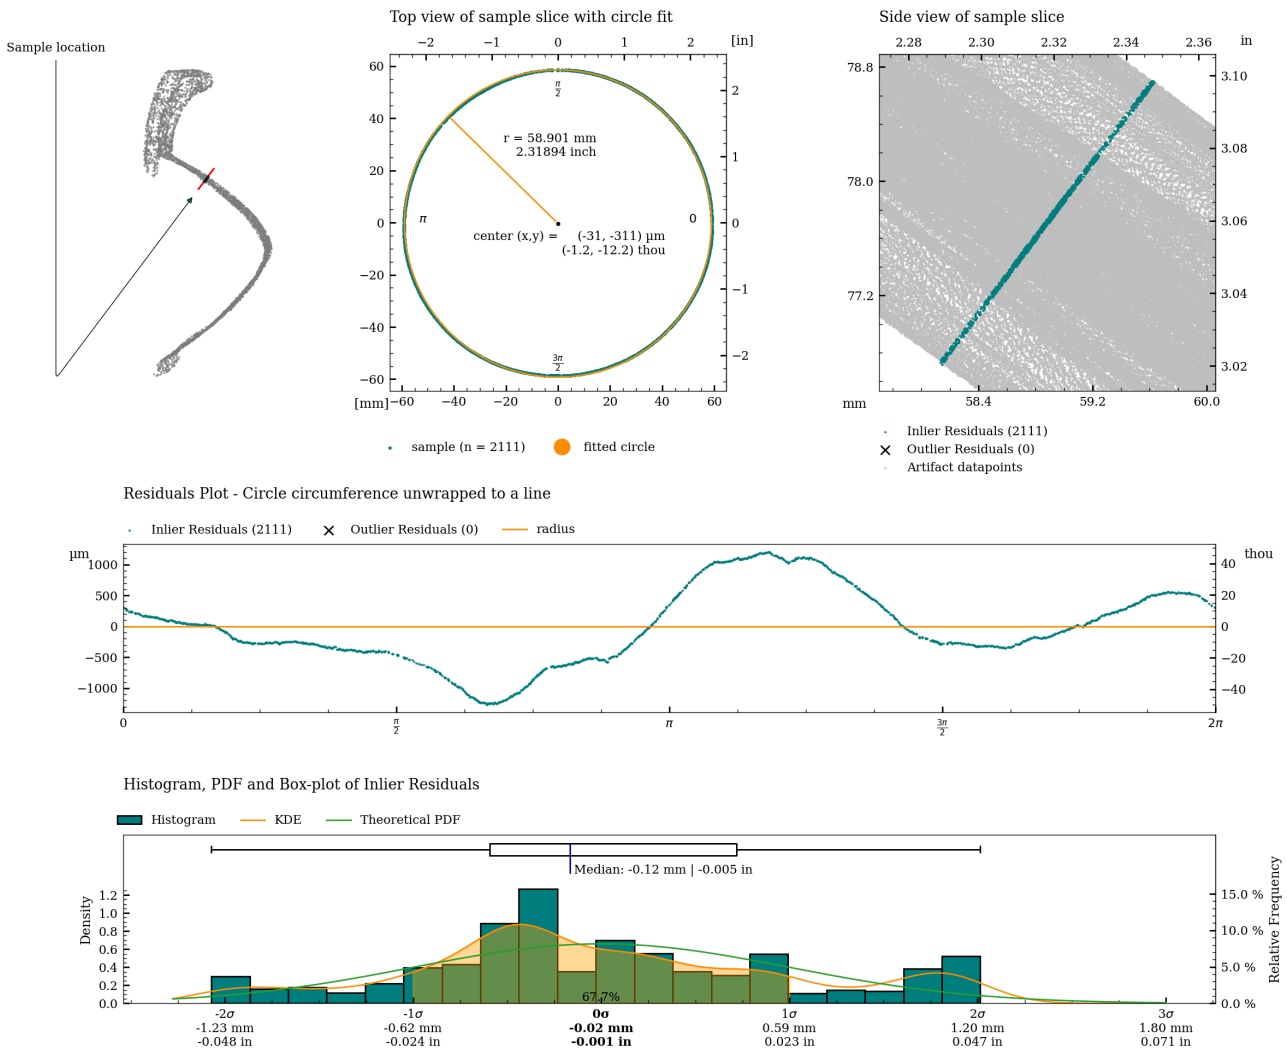 Sample location
Top view of sample slice with circle fit
−2 −1 0 1 2 [in]
60
40
20
0
−20
−40
−60
2
1
0
−1
−2
π/2
r = 58.901 mm
2.31894 inch
π
0
center (x,y) = (-31, -311) µm
(-1.2, -12.2) thou
3π/2
[mm] −60 −40 −20 0 20 40 60
sample (n = 2111) fitted circle
Side view of sample slice
2.28 2.30 2.32 2.34 2.36 in
78.8
78.0
77.2
3.10
3.08
3.06
3.04
3.02
mm 58.4 59.2 60.0
Inlier Residuals (2111)
Outlier Residuals (0)
Artifact datapoints
Residuals Plot - Circle circumference unwrapped to a line
Inlier Residuals (2111) Outlier Residuals (0) radius
µm thou
1000
500
0
−500
−1000
40
20
0
−20
−40
0 π/2 π 3π/2 2π
Histogram, PDF and Box-plot of Inlier Residuals
Histogram KDE Theoretical PDF
Median: -0.12 mm | -0.005 in
Density
1.2
1.0
0.8
0.6
0.4
0.2
0.0
Relative Frequency
15.0 %
10.0 %
5.0 %
0.0 %
67.7%
-2σ -1σ 0σ 1σ 2σ 3σ
-1.23 mm -0.62 mm -0.02 mm 0.59 mm 1.20 mm 1.80 mm
-0.048 in -0.024 in -0.001 in 0.023 in 0.047 in 0.071 in